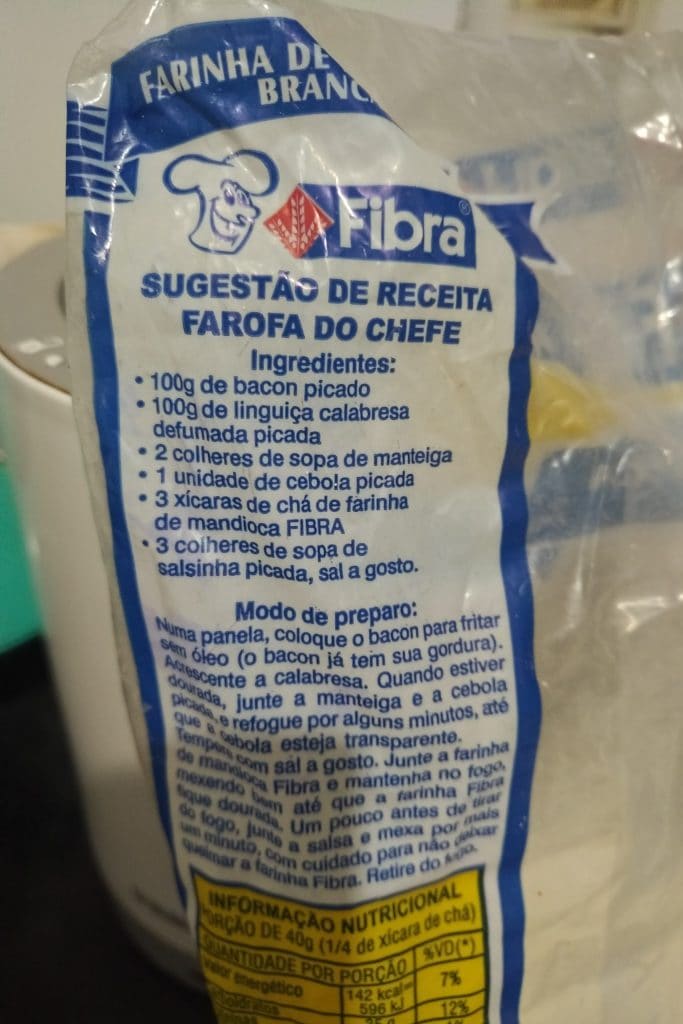 FARINHA DE
BRANC
Fibra®
SUGESTÃO DE RECEITA
FAROFA DO CHEFE
Ingredientes:
• 100g de bacon picado
• 100g de linguiça calabresa
defumada picada
• 2 colheres de sopa de manteiga
• 1 unidade de cebola picada
• 3 xícaras de chá de farinha
de mandioca FIBRA
• 3 colheres de sopa de
salsinha picada, sal a gosto.
Modo de preparo:
Numa panela, coloque o bacon para fritar
sem óleo (o bacon já tem sua gordura).
Acrescente a calabresa. Quando estiver
dourada, junte a manteiga e a cebola
picada, e refogue por alguns minutos, até
que a cebola esteja transparente.
Tempere com sal a gosto. Junte a farinha
de mandioca Fibra e mantenha no fogo,
mexendo bem até que a farinha Fibra
fique dourada. Um pouco antes de tirar
do fogo, junte a salsa e mexa por mais
um minuto, com cuidado para não deixar
queimar a farinha Fibra. Retire do fogo.
INFORMAÇÃO NUTRICIONAL
PORÇÃO DE 40g (1/4 de xícara de chá)
QUANTIDADE POR PORÇÃO %VD(*)
Valor energético 142 kcal= 596 kJ 7%
12%